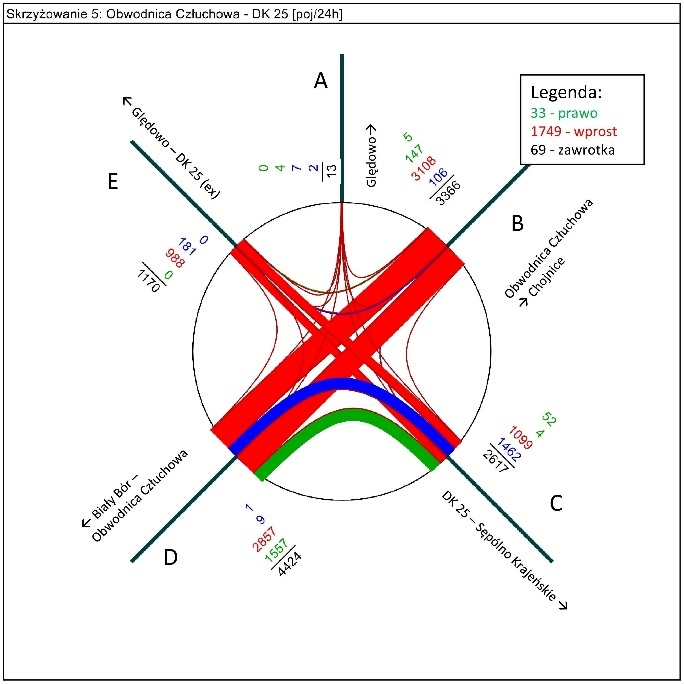 Skrzyżowanie 5: Obwodnica Człuchowa - DK 25 [poj/24h]
Legenda:
33 - prawo
1749 - wprost
69 - zawrotka
A
Ględowo →
0
4
7
2
13
5
147
3108
106
3366
B
Obwodnica Człuchowa
→ Chojnice
52
4
1099
1462
2617
C
DK 25 – Sępólno Krajeńskie →
D
← Biały Bór –
Obwodnica Człuchowa
1
9
2857
1557
4424
E
← Ględowo – DK 25 (ex)
0
181
988
0
1170